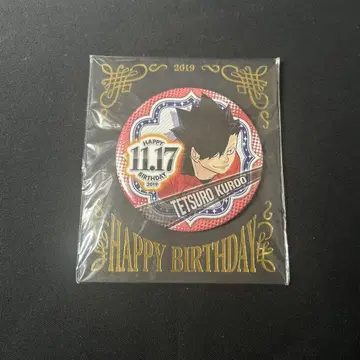 2019
HAPPY
11.17
BIRTHDAY
2019
TETSURO KUROO
HAPPY BIRTHDAY